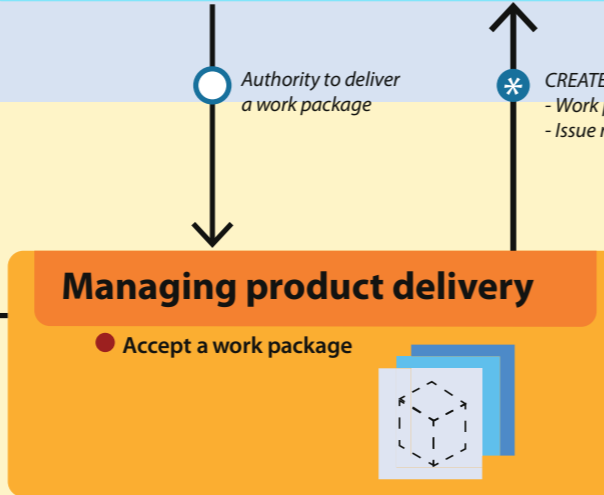 Authority to deliver
a work package
CREATE
- Work
- Issue
Managing product delivery
Accept a work package